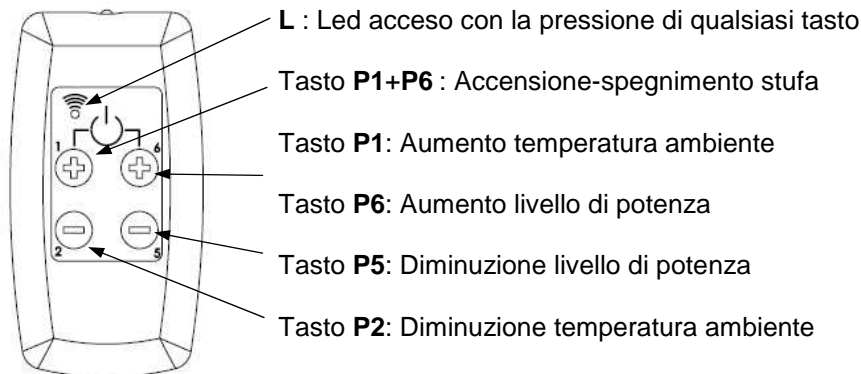 L : Led acceso con la pressione di qualsiasi tasto
Tasto P1+P6 : Accensione-spegnimento stufa
Tasto P1: Aumento temperatura ambiente
Tasto P6: Aumento livello di potenza
Tasto P5: Diminuzione livello di potenza
Tasto P2: Diminuzione temperatura ambiente
1 6
2 5